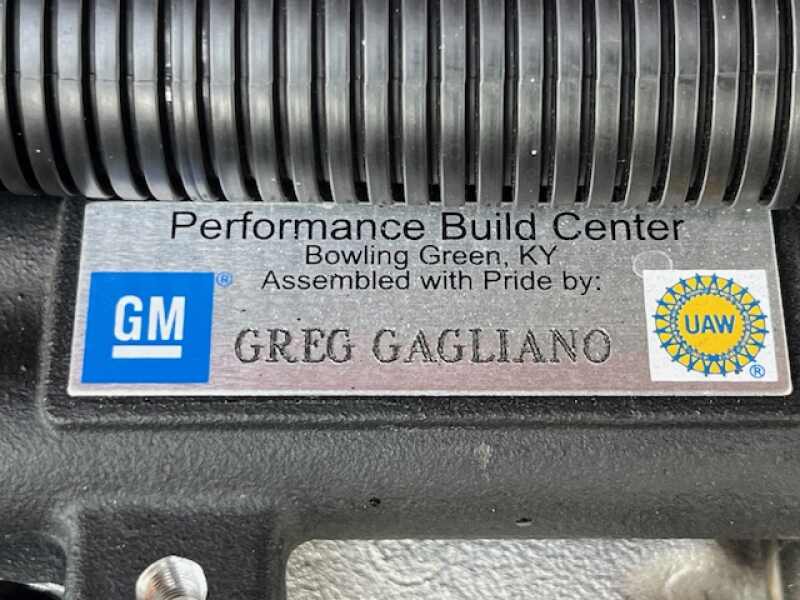 Performance Build Center
Bowling Green, KY
Assembled with Pride by:
GM ®
GREG GAGLIANO
UAW
®